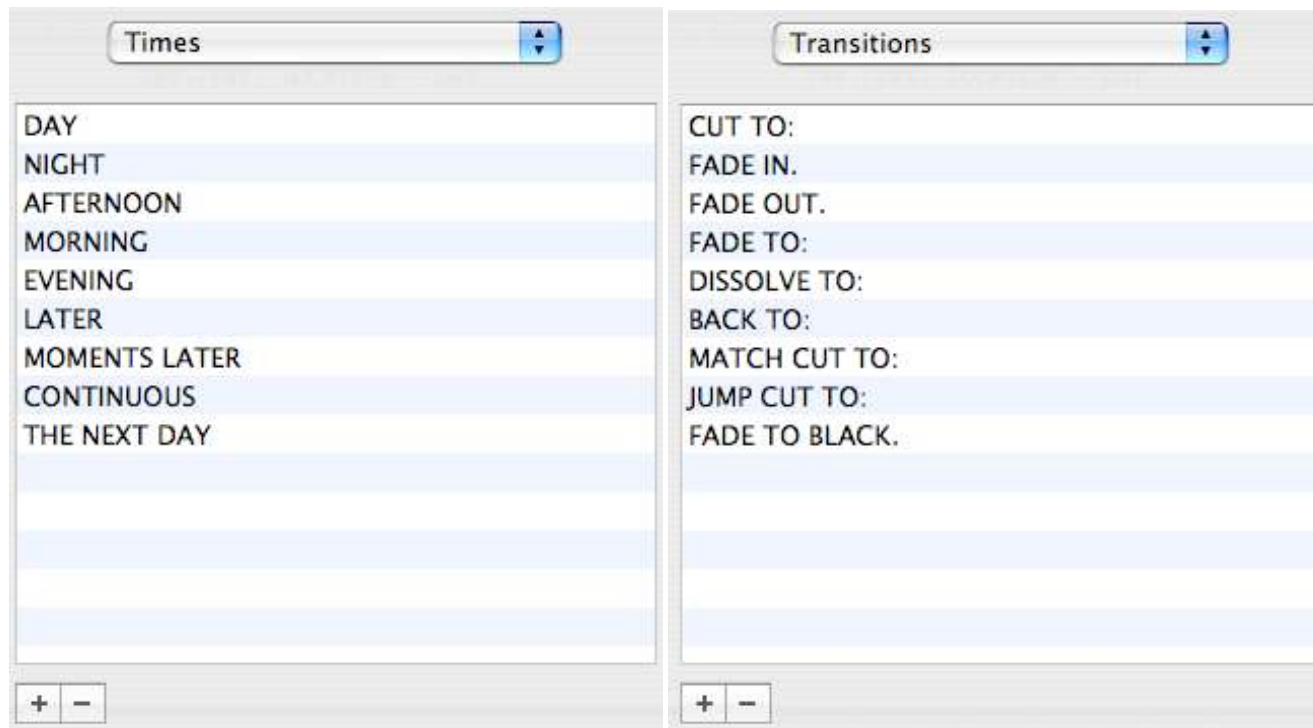 Times
DAY
NIGHT
AFTERNOON
MORNING
EVENING
LATER
MOMENTS LATER
CONTINUOUS
THE NEXT DAY
+ −
Transitions
CUT TO:
FADE IN.
FADE OUT.
FADE TO:
DISSOLVE TO:
BACK TO:
MATCH CUT TO:
JUMP CUT TO:
FADE TO BLACK.
+ −